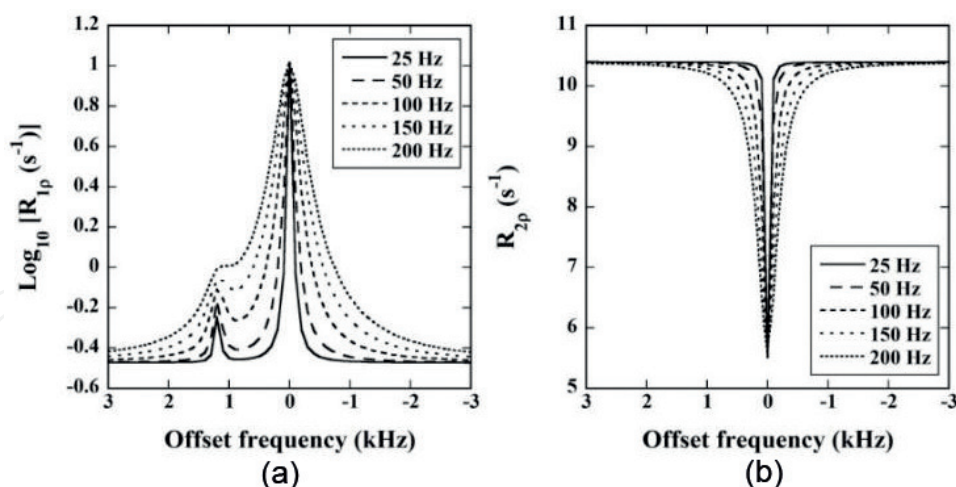 Log₁₀ |R₁ρ (s⁻¹)|
1.2
1
0.8
0.6
0.4
0.2
0
-0.2
-0.4
-0.6
25 Hz
50 Hz
100 Hz
150 Hz
200 Hz
3 2 1 0 -1 -2 -3
Offset frequency (kHz)
(a)
R₂ρ (s⁻¹)
11
10
9
8
7
6
5
25 Hz
50 Hz
100 Hz
150 Hz
200 Hz
3 2 1 0 -1 -2 -3
Offset frequency (kHz)
(b)